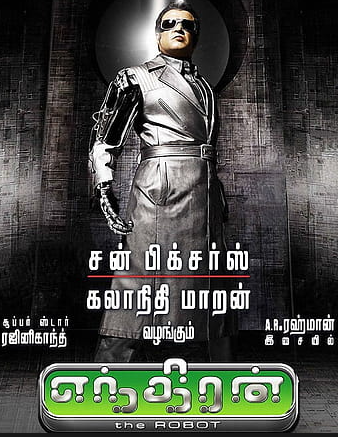 சன் பிக்சர்ஸ்
கலாநிதி மாறன்
வழங்கும்
சூப்பர் ஸ்டார்
ரஜினிகாந்த்
A.R.ரஹ்மான்
இசையில்
எந்திரன்
the ROBOT